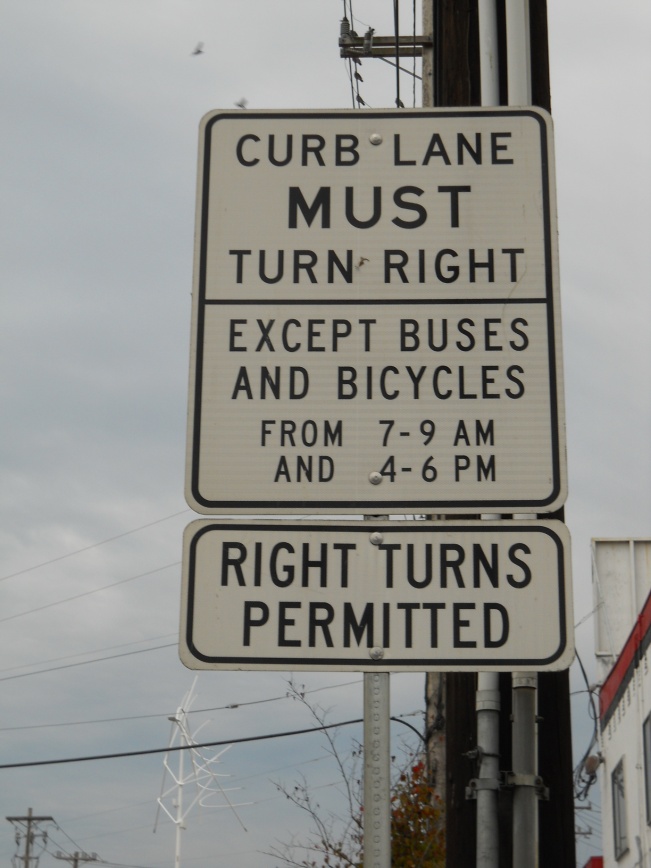 CURB LANE
MUST
TURN RIGHT
EXCEPT BUSES
AND BICYCLES
FROM 7-9 AM
AND 4-6 PM
RIGHT TURNS
PERMITTED